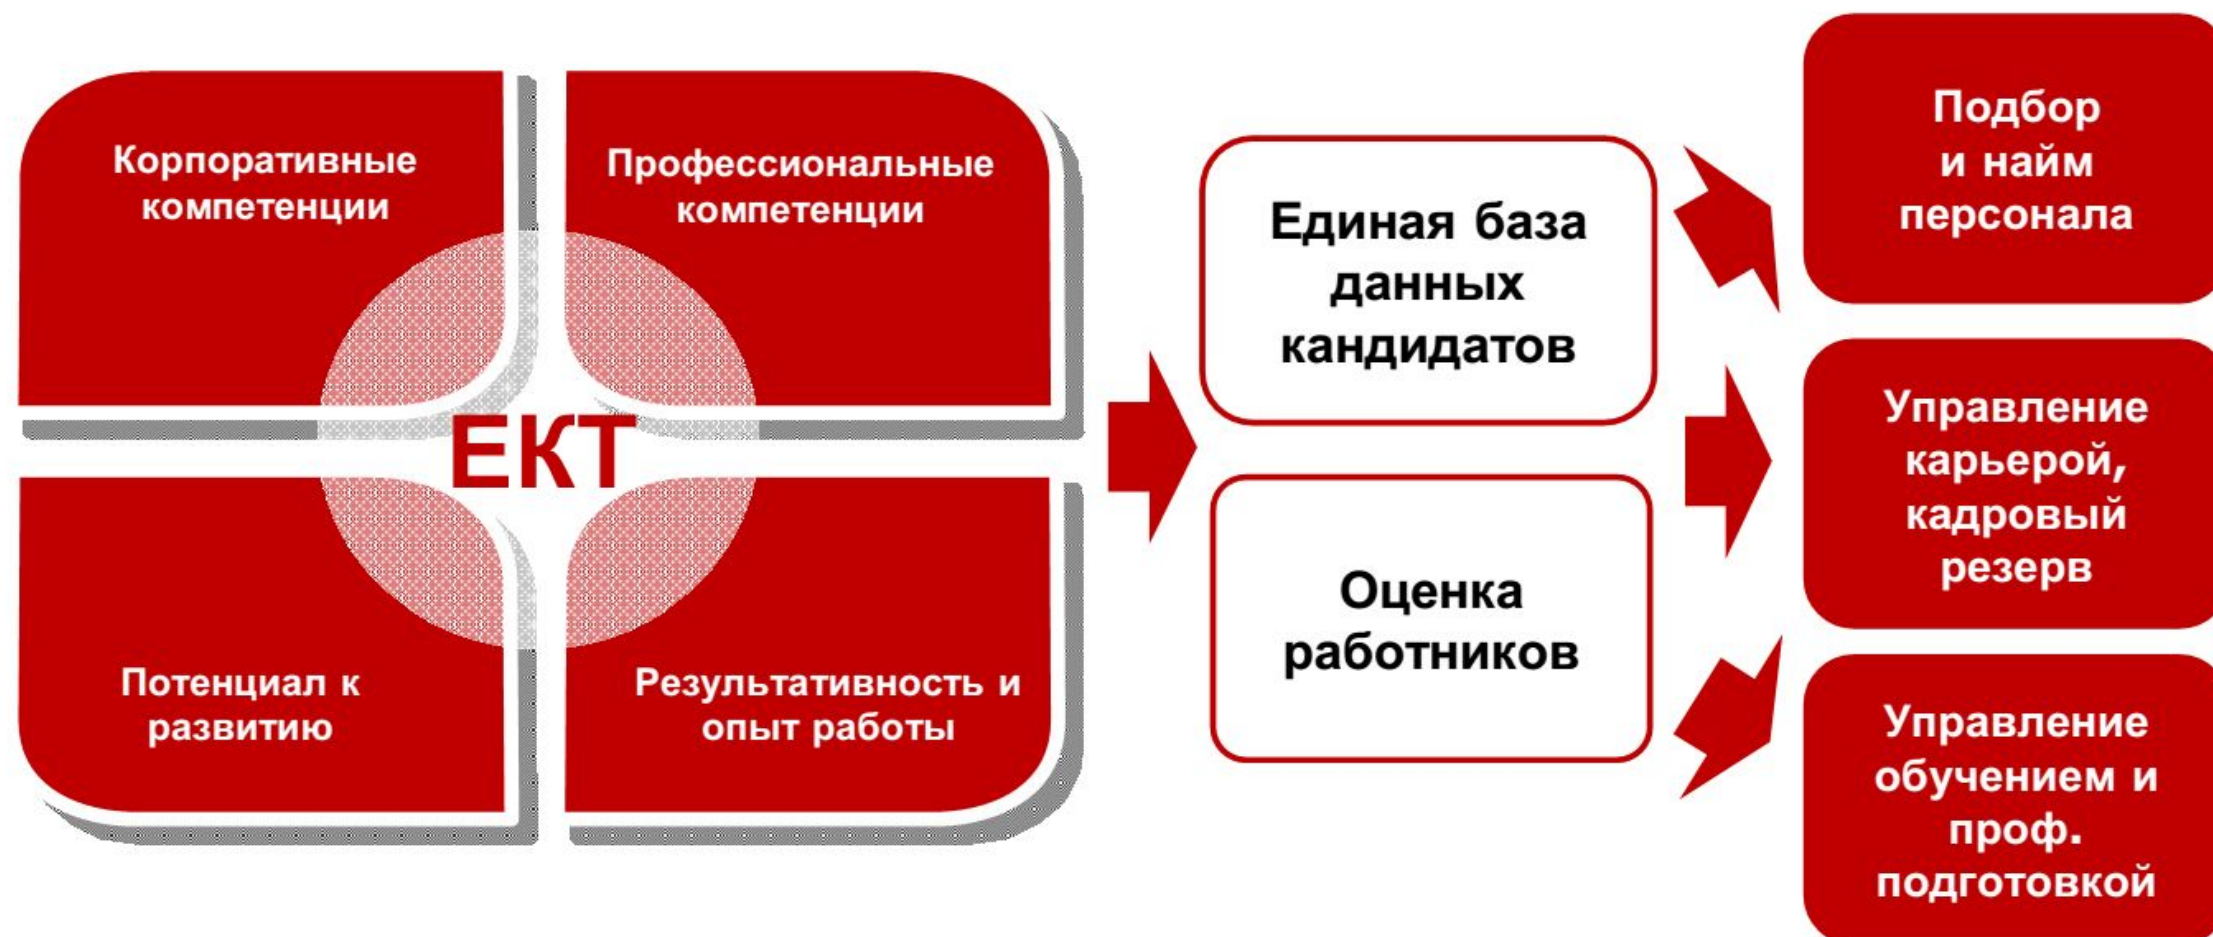 Корпоративные
компетенции
Профессиональные
компетенции
ЕКТ
Потенциал к
развитию
Результативность и
опыт работы
Единая база
данных
кандидатов
Оценка
работников
Подбор
и найм
персонала
Управление
карьерой,
кадровый
резерв
Управление
обучением и
проф.
подготовкой